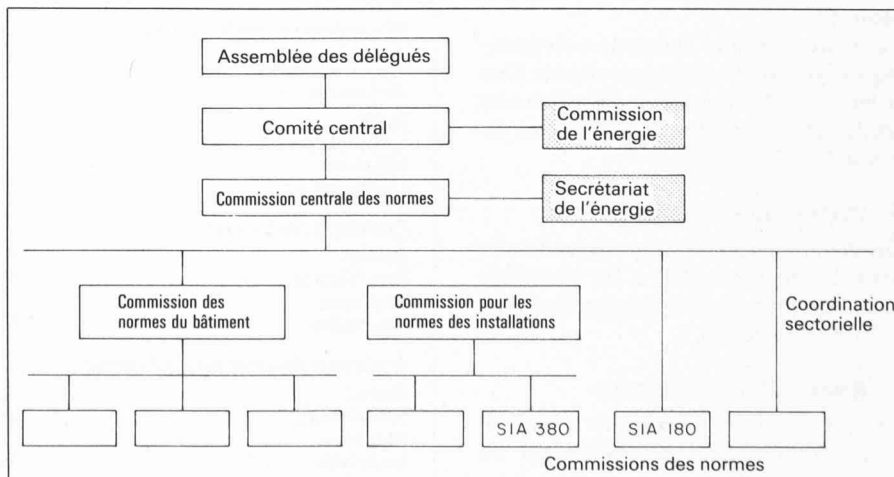 Assemblée des délégués
Comité central
Commission
de l'énergie
Commission centrale des normes
Secrétariat
de l'énergie
Commission des
normes du bâtiment
Commission pour les
normes des installations
Coordination
sectorielle
SIA 380
SIA 180
Commissions des normes